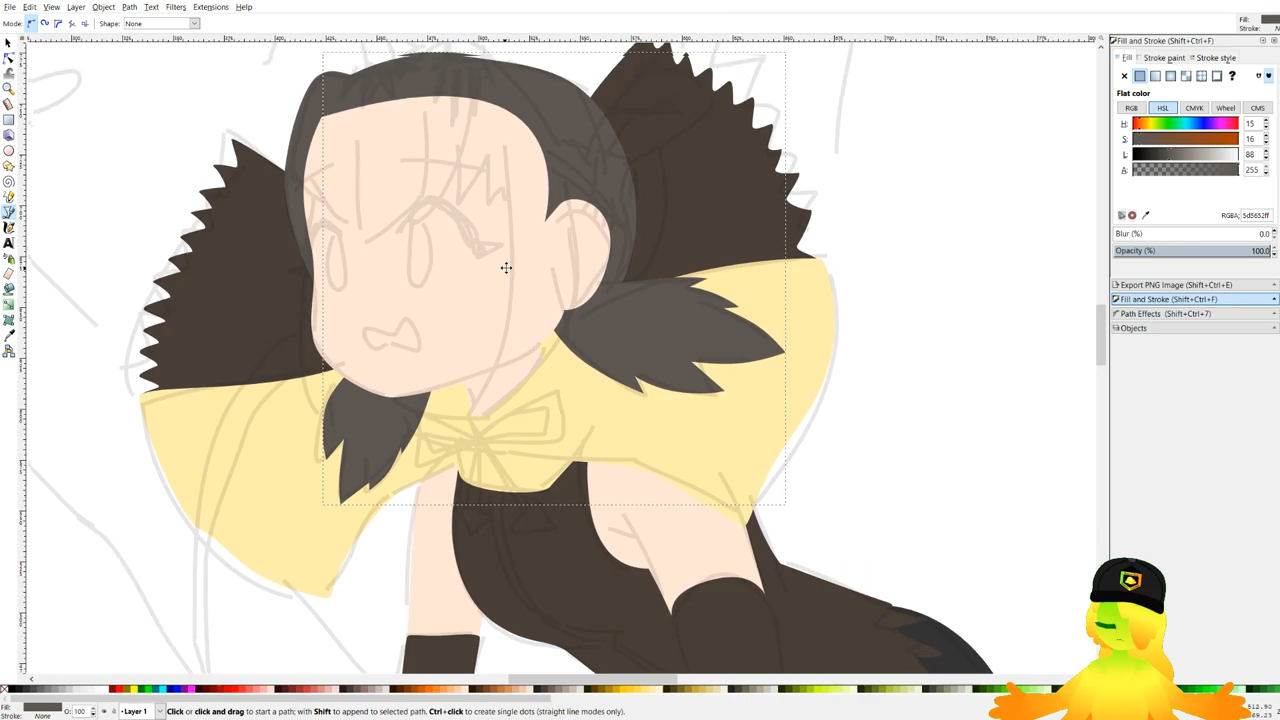 File Edit View Layer Object Path Text Filters Extensions Help
Mode: Shape: None
Fill:
Stroke:
Fill and Stroke (Shift+Ctrl+F)
Fill Stroke paint Stroke style
Flat color
RGB HSL CMYK Wheel CMS
H: 15
S: 16
L: 88
A: 255
RGBA: 5d5652ff
Blur (%) 0.0
Opacity (%) 100.0
Export PNG Image (Shift+Ctrl+E)
Fill and Stroke (Shift+Ctrl+F)
Path Effects (Shift+Ctrl+7)
Objects
Fill:
Stroke: None
O: 100
Layer 1
Click or click and drag to start a path; with Shift to append to selected path. Ctrl+click to create single dots (straight line modes only).